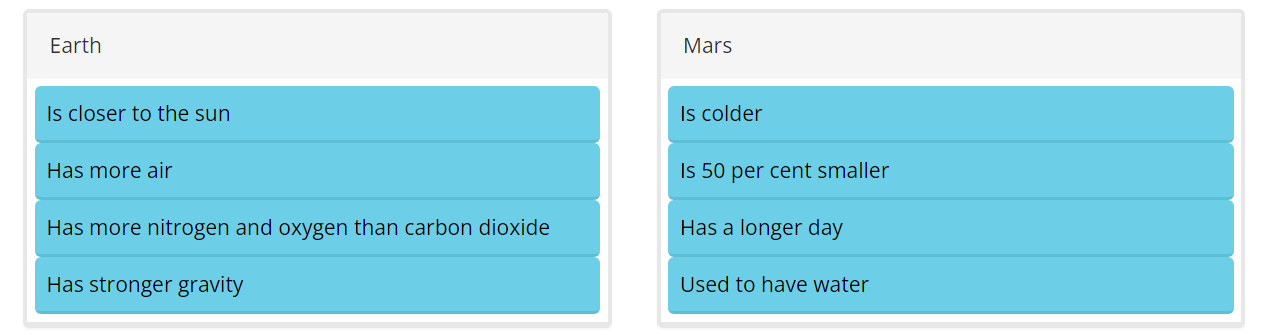 Earth
Is closer to the sun
Has more air
Has more nitrogen and oxygen than carbon dioxide
Has stronger gravity
Mars
Is colder
Is 50 per cent smaller
Has a longer day
Used to have water